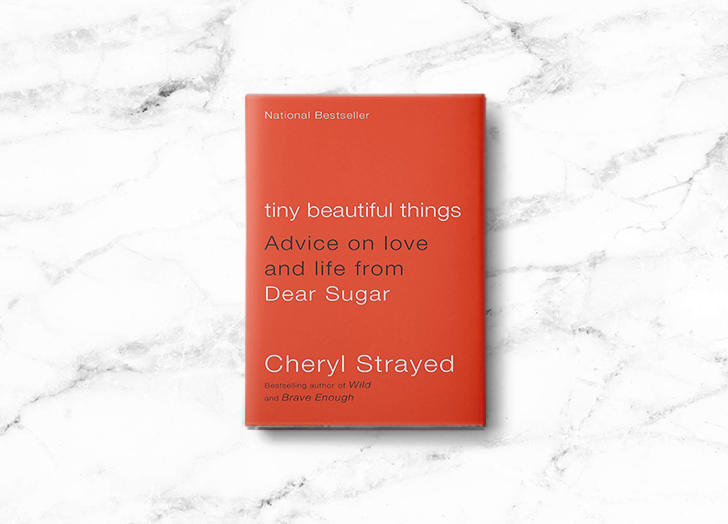 National Bestseller
tiny beautiful things
Advice on love
and life from
Dear Sugar
Cheryl Strayed
Bestselling author of Wild
and Brave Enough